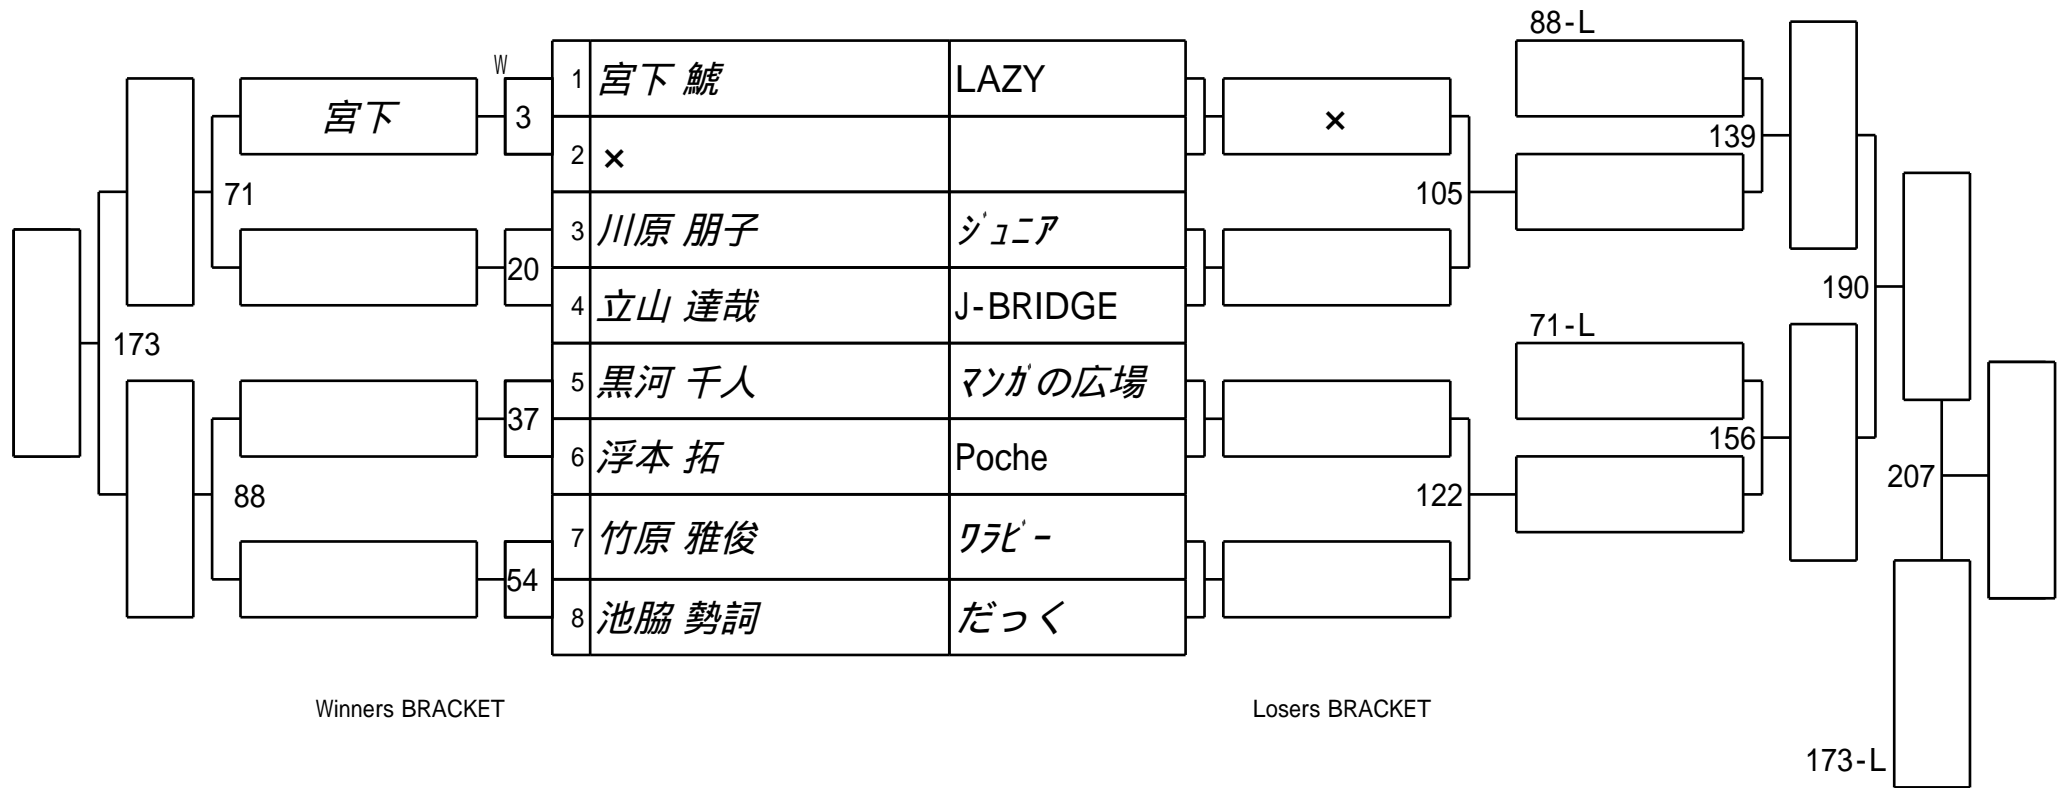 88-L
W
1 宮下 鯱 LAZY
宮下
3
×
139
2 ×
71
105
3 川原 朋子 ｼﾞｭﾆｱ
20
190
4 立山 達哉 J-BRIDGE
71-L
173
5 黒河 千人 ﾏﾝｶﾞの広場
37
156
6 浮本 拓 Poche
207
88
122
7 竹原 雅俊 ﾜﾗﾋﾞｰ
54
8 池脇 勢詞 だっく
Winners BRACKET
Losers BRACKET
173-L